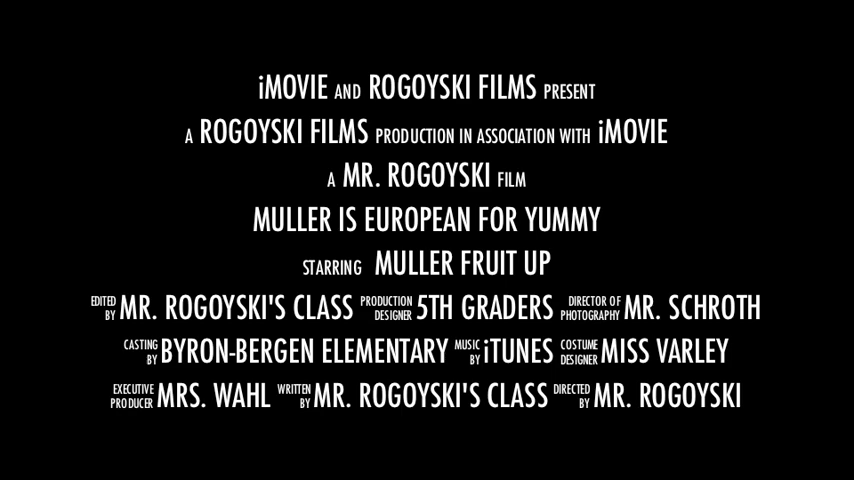 iMOVIE AND ROGOYSKI FILMS PRESENT
A ROGOYSKI FILMS PRODUCTION IN ASSOCIATION WITH iMOVIE
A MR. ROGOYSKI FILM
MULLER IS EUROPEAN FOR YUMMY
STARRING MULLER FRUIT UP
EDITED BY MR. ROGOYSKI'S CLASS PRODUCTION DESIGNER 5TH GRADERS DIRECTOR OF PHOTOGRAPHY MR. SCHROTH
CASTING BY BYRON-BERGEN ELEMENTARY MUSIC BY iTUNES COSTUME DESIGNER MISS VARLEY
EXECUTIVE PRODUCER MRS. WAHL WRITTEN BY MR. ROGOYSKI'S CLASS DIRECTED BY MR. ROGOYSKI